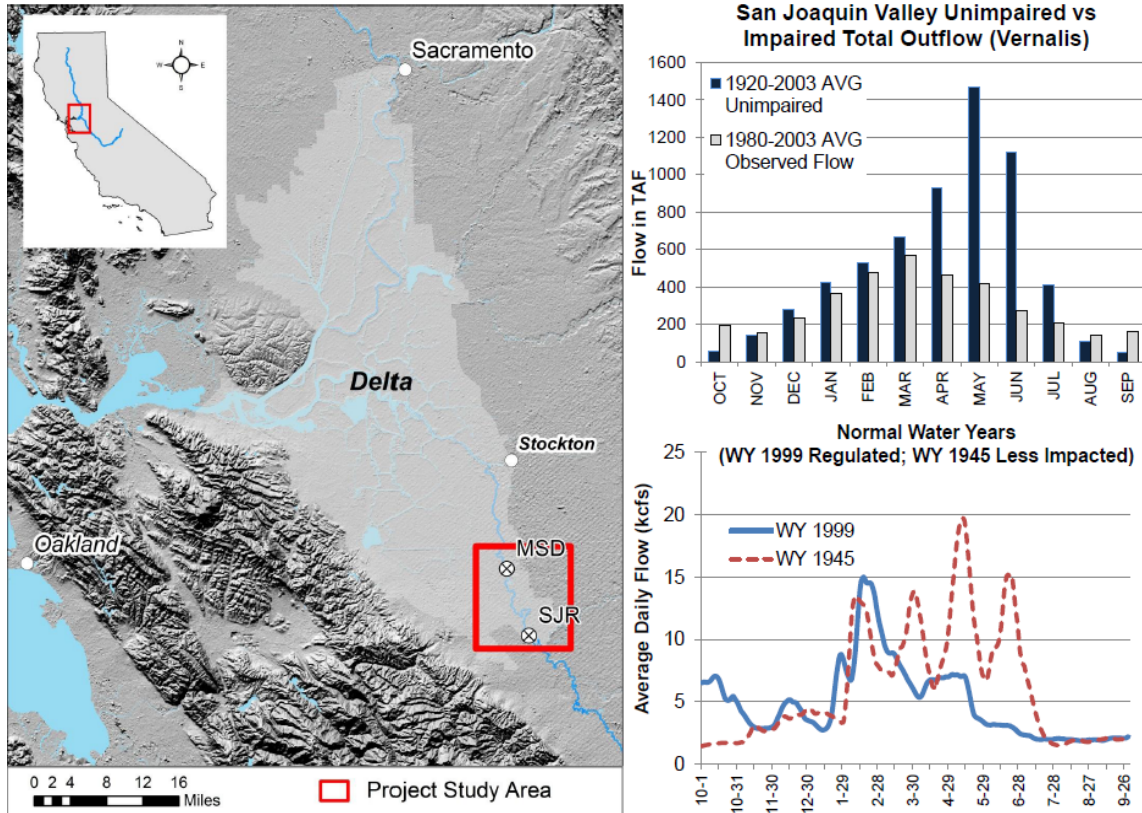 N
W
E
S
Sacramento
Delta
Stockton
Oakland
MSD
SJR
0 2 4 8 12 16
Miles
Project Study Area
San Joaquin Valley Unimpaired vs
Impaired Total Outflow (Vernalis)
1600
1400
1200
1000
800
600
400
200
0
Flow in TAF
1920-2003 AVG
Unimpaired
1980-2003 AVG
Observed Flow
OCT
NOV
DEC
JAN
FEB
MAR
APR
MAY
JUN
JUL
AUG
SEP
Normal Water Years
(WY 1999 Regulated; WY 1945 Less Impacted)
25
20
15
10
5
0
Average Daily Flow (kcfs)
WY 1999
WY 1945
10-1
10-31
11-30
12-30
1-29
2-28
3-30
4-29
5-29
6-28
7-28
8-27
9-26